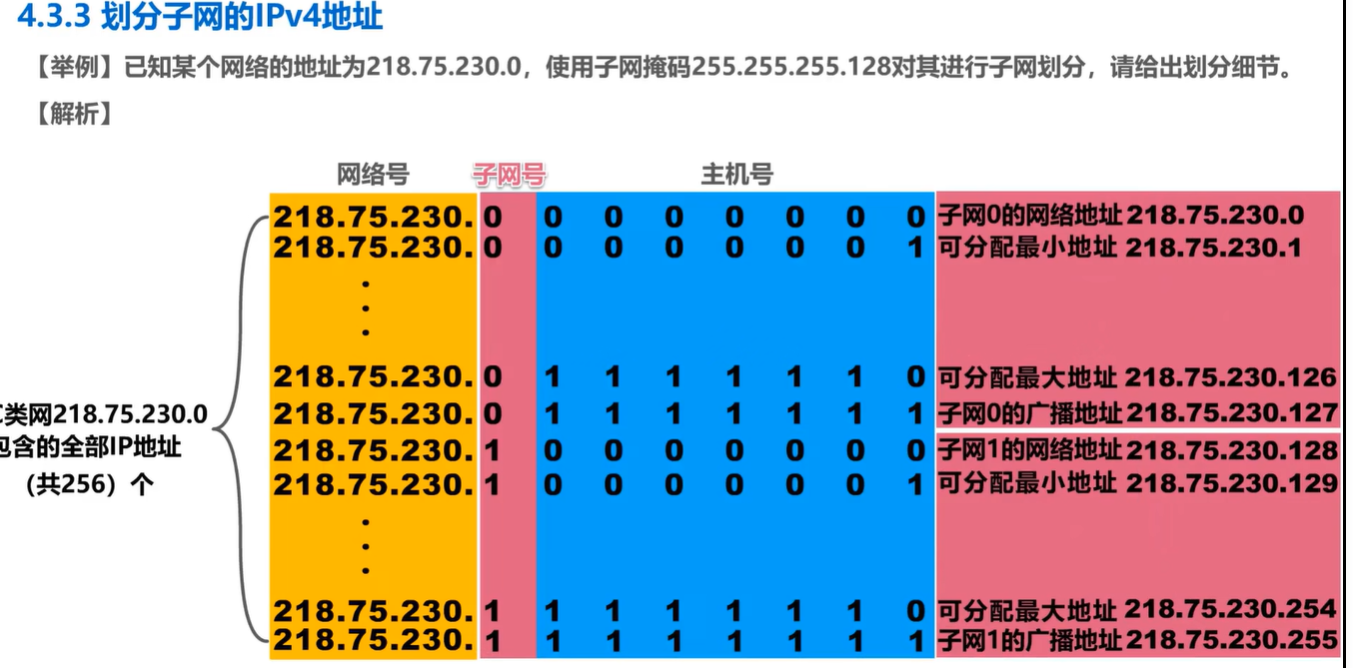 4.3.3 划分子网的IPv4地址
【举例】已知某个网络的地址为218.75.230.0，使用子网掩码255.255.255.128对其进行子网划分，请给出划分细节。
【解析】
网络号 子网号 主机号
218.75.230. 0 0 0 0 0 0 0 0 子网0的网络地址 218.75.230.0
218.75.230. 0 0 0 0 0 0 0 1 可分配最小地址 218.75.230.1
218.75.230. 0 1 1 1 1 1 1 0 可分配最大地址 218.75.230.126
218.75.230. 0 1 1 1 1 1 1 1 子网0的广播地址 218.75.230.127
218.75.230. 1 0 0 0 0 0 0 0 子网1的网络地址 218.75.230.128
218.75.230. 1 0 0 0 0 0 0 1 可分配最小地址 218.75.230.129
218.75.230. 1 1 1 1 1 1 1 0 可分配最大地址 218.75.230.254
218.75.230. 1 1 1 1 1 1 1 1 子网1的广播地址 218.75.230.255
类网218.75.230.0
包含的全部IP地址
（共256）个